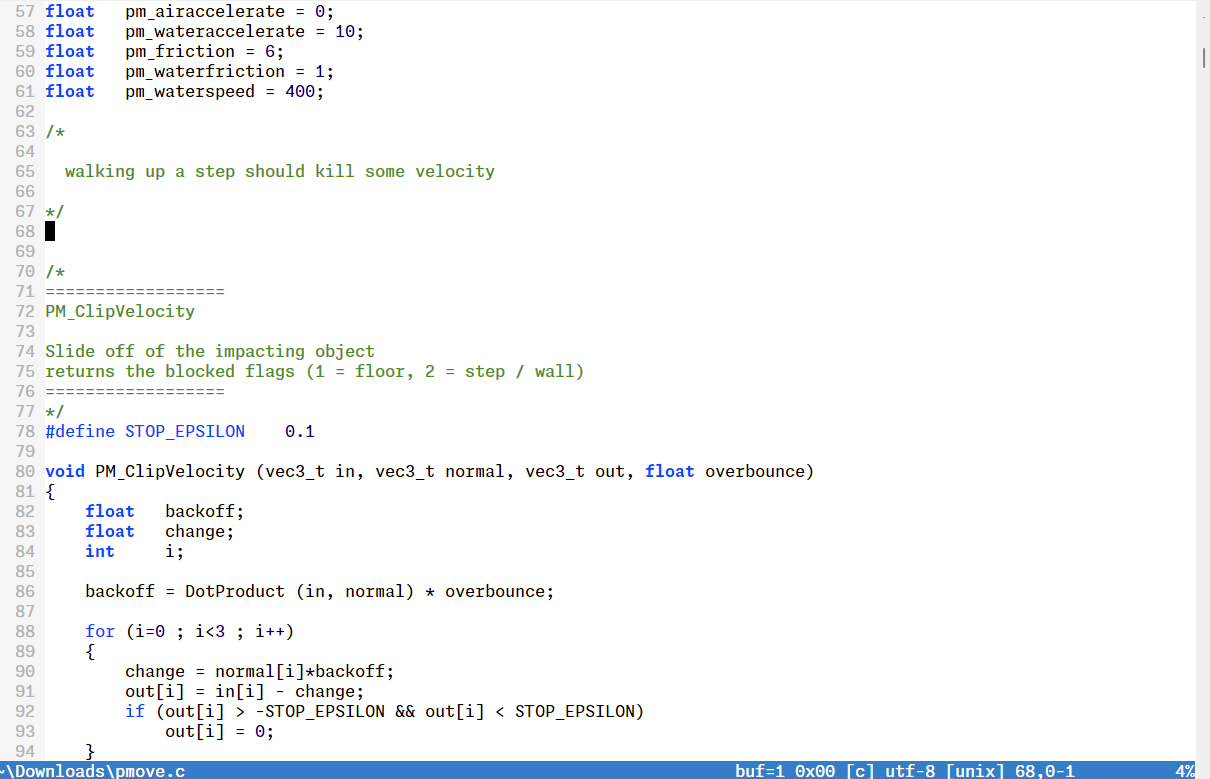 57 float   pm_airaccelerate = 0;
58 float   pm_wateraccelerate = 10;
59 float   pm_friction = 6;
60 float   pm_waterfriction = 1;
61 float   pm_waterspeed = 400;
62
63 /*
64
65   walking up a step should kill some velocity
66
67 */
68
69
70 /*
71 ==================
72 PM_ClipVelocity
73
74 Slide off of the impacting object
75 returns the blocked flags (1 = floor, 2 = step / wall)
76 ==================
77 */
78 #define STOP_EPSILON    0.1
79
80 void PM_ClipVelocity (vec3_t in, vec3_t normal, vec3_t out, float overbounce)
81 {
82     float   backoff;
83     float   change;
84     int     i;
85
86     backoff = DotProduct (in, normal) * overbounce;
87
88     for (i=0 ; i<3 ; i++)
89     {
90         change = normal[i]*backoff;
91         out[i] = in[i] - change;
92         if (out[i] > -STOP_EPSILON && out[i] < STOP_EPSILON)
93             out[i] = 0;
94     }
~\Downloads\pmove.c buf=1 0x00 [c] utf-8 [unix] 68,0-1 4%